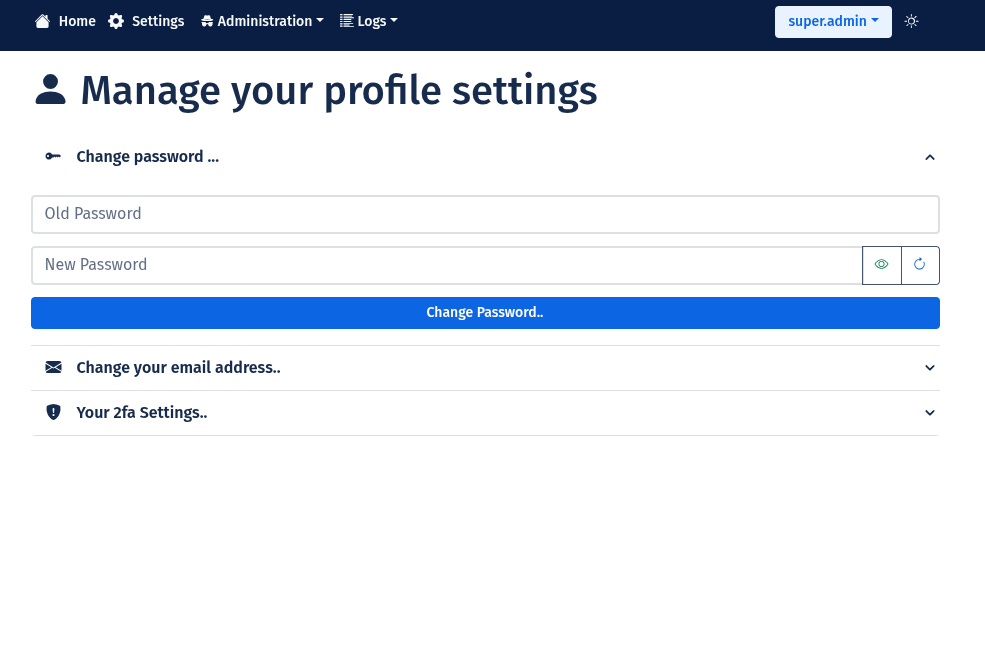 Home Settings Administration Logs super.admin
Manage your profile settings
Change password ...
Old Password
New Password
Change Password..
Change your email address..
Your 2fa Settings..